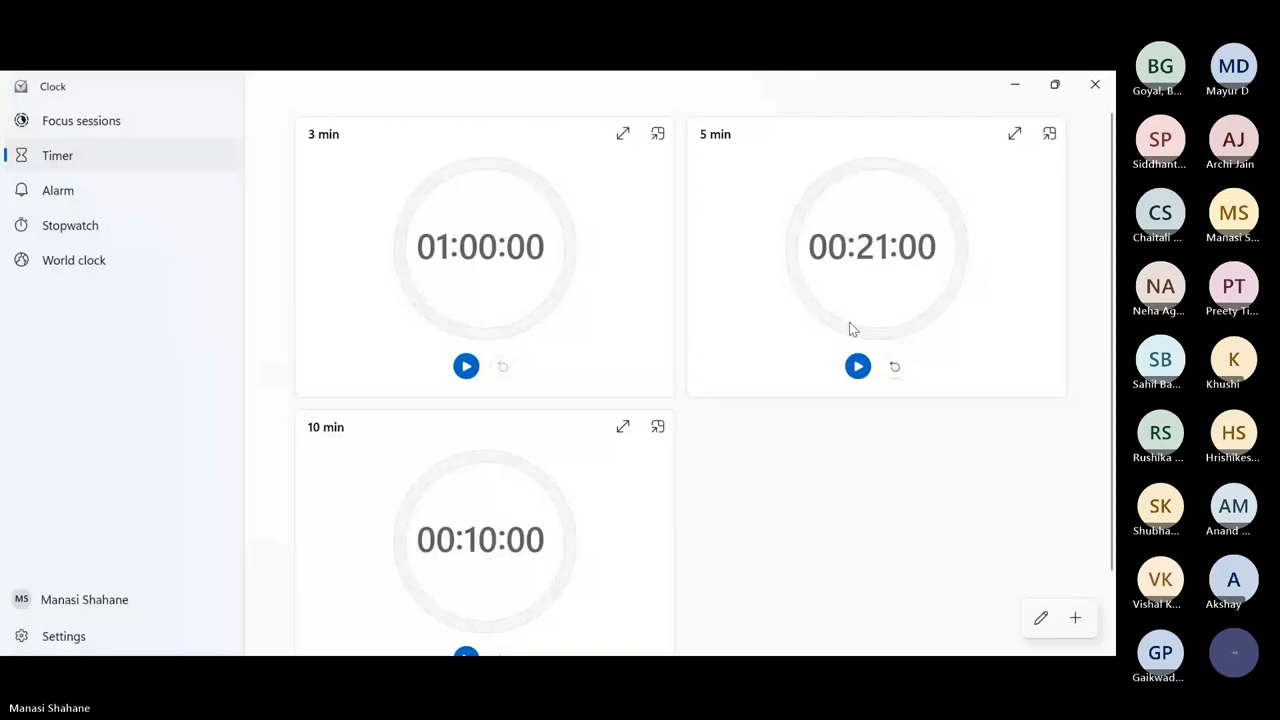 Clock
Focus sessions
Timer
Alarm
Stopwatch
World clock
MS Manasi Shahane
Settings
3 min
01:00:00
5 min
00:21:00
10 min
00:10:00
BG
Goyal, B...
MD
Mayur D
SP
Siddhant...
AJ
Archi Jain
CS
Chaitali ...
MS
Manasi S...
NA
Neha Ag...
PT
Preety Ti...
SB
Sahil Ba...
K
Khushi
RS
Rushika ...
HS
Hrishikes...
SK
Shubha...
AM
Anand ...
VK
Vishal K...
A
Akshay
GP
Gaikwad...
Manasi Shahane